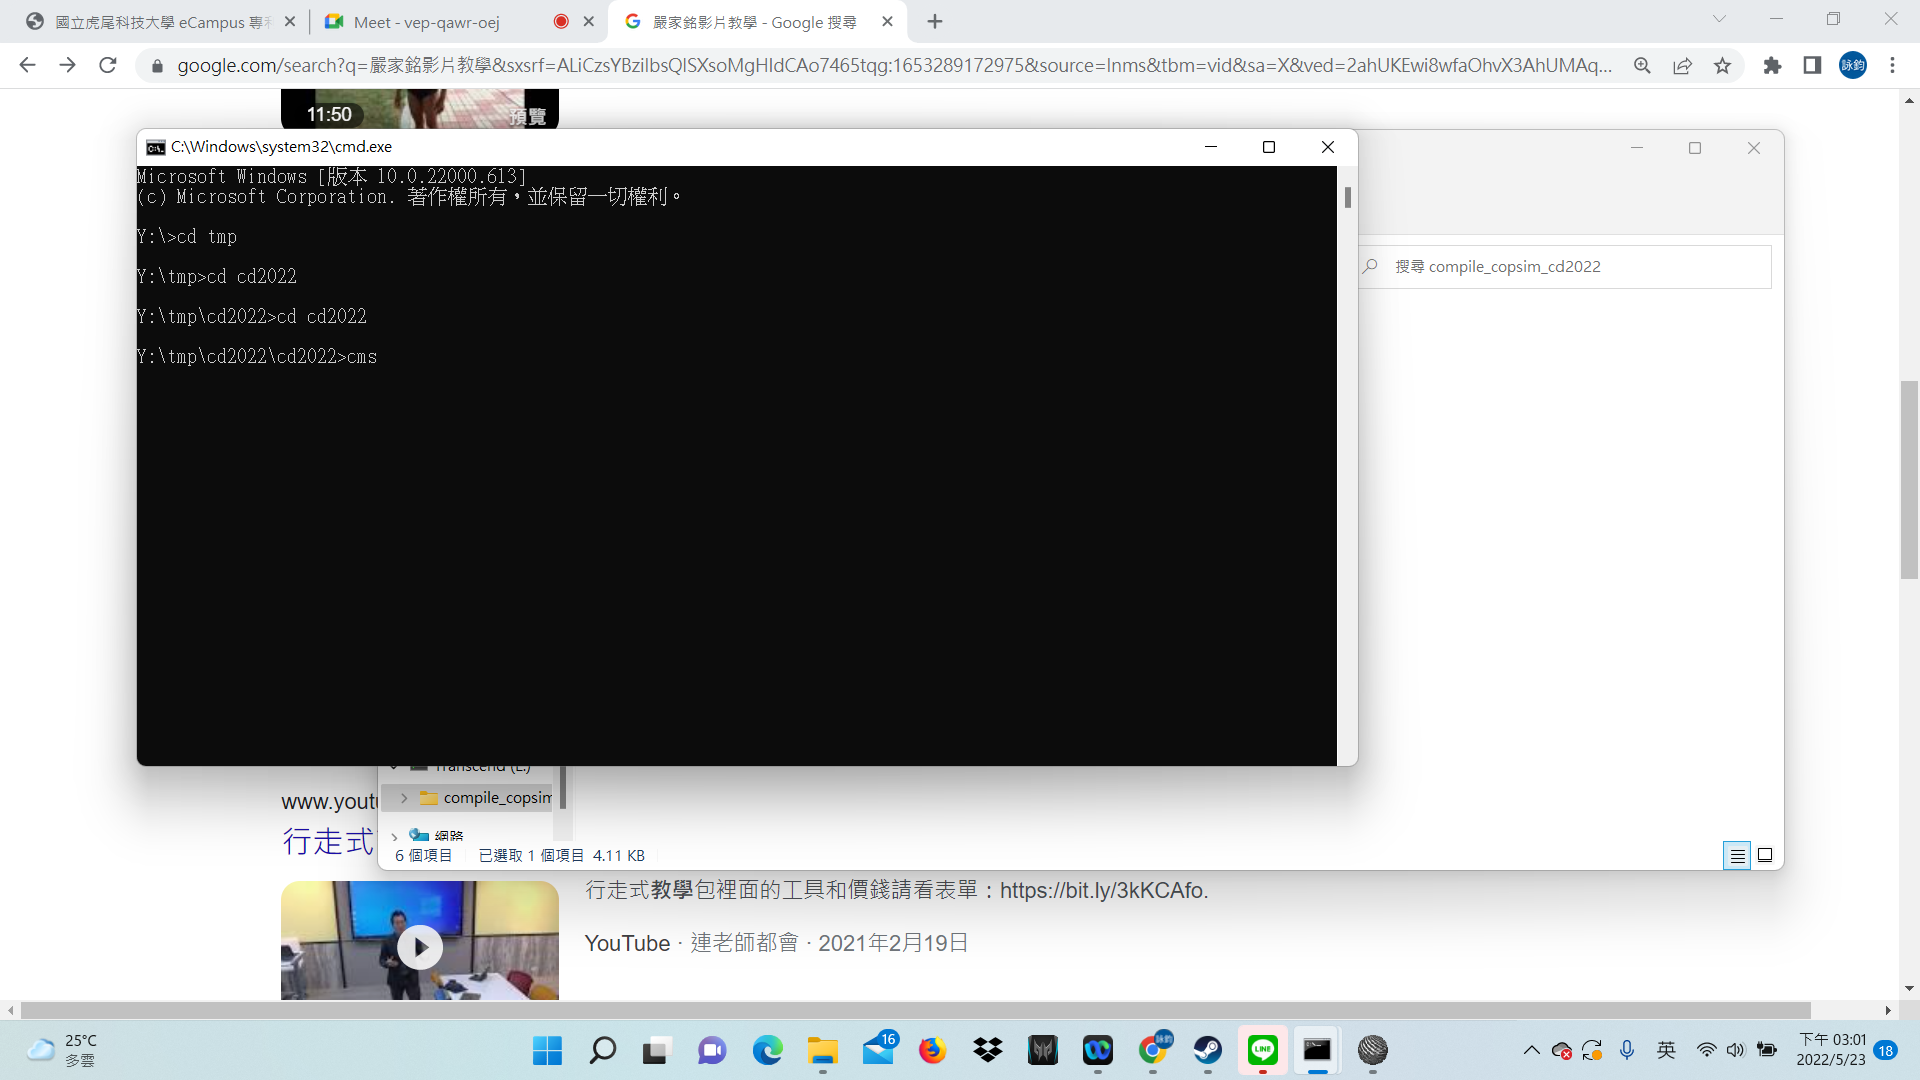 國立虎尾科技大學 eCampus 專
Meet - vep-qawr-oej
嚴家銘影片教學 - Google 搜尋
google.com/search?q=嚴家銘影片教學&sxsrf=ALiCzsYBziIbsQISXsoMgHIdCAo7465tqg:1653289172975&source=lnms&tbm=vid&sa=X&ved=2ahUKEwi8wfaOhvX3AhUMAq...
詠鈞
11:50
預覽
C:\Windows\system32\cmd.exe
Microsoft Windows [版本 10.0.22000.613]
(c) Microsoft Corporation. 著作權所有，並保留一切權利。
Y:\>cd tmp
Y:\tmp>cd cd2022
Y:\tmp\cd2022>cd cd2022
Y:\tmp\cd2022\cd2022>cms
搜尋 compile_copsim_cd2022
Transcend (E:)
compile_copsim
網路
6 個項目 已選取 1 個項目 4.11 KB
www.youtu
行走式
行走式教學包裡面的工具和價錢請看表單：https://bit.ly/3kKCAfo.
YouTube · 連老師都會 · 2021年2月19日
25°C
多雲
16
詠鈞
LINE
英
下午 03:01
2022/5/23
18